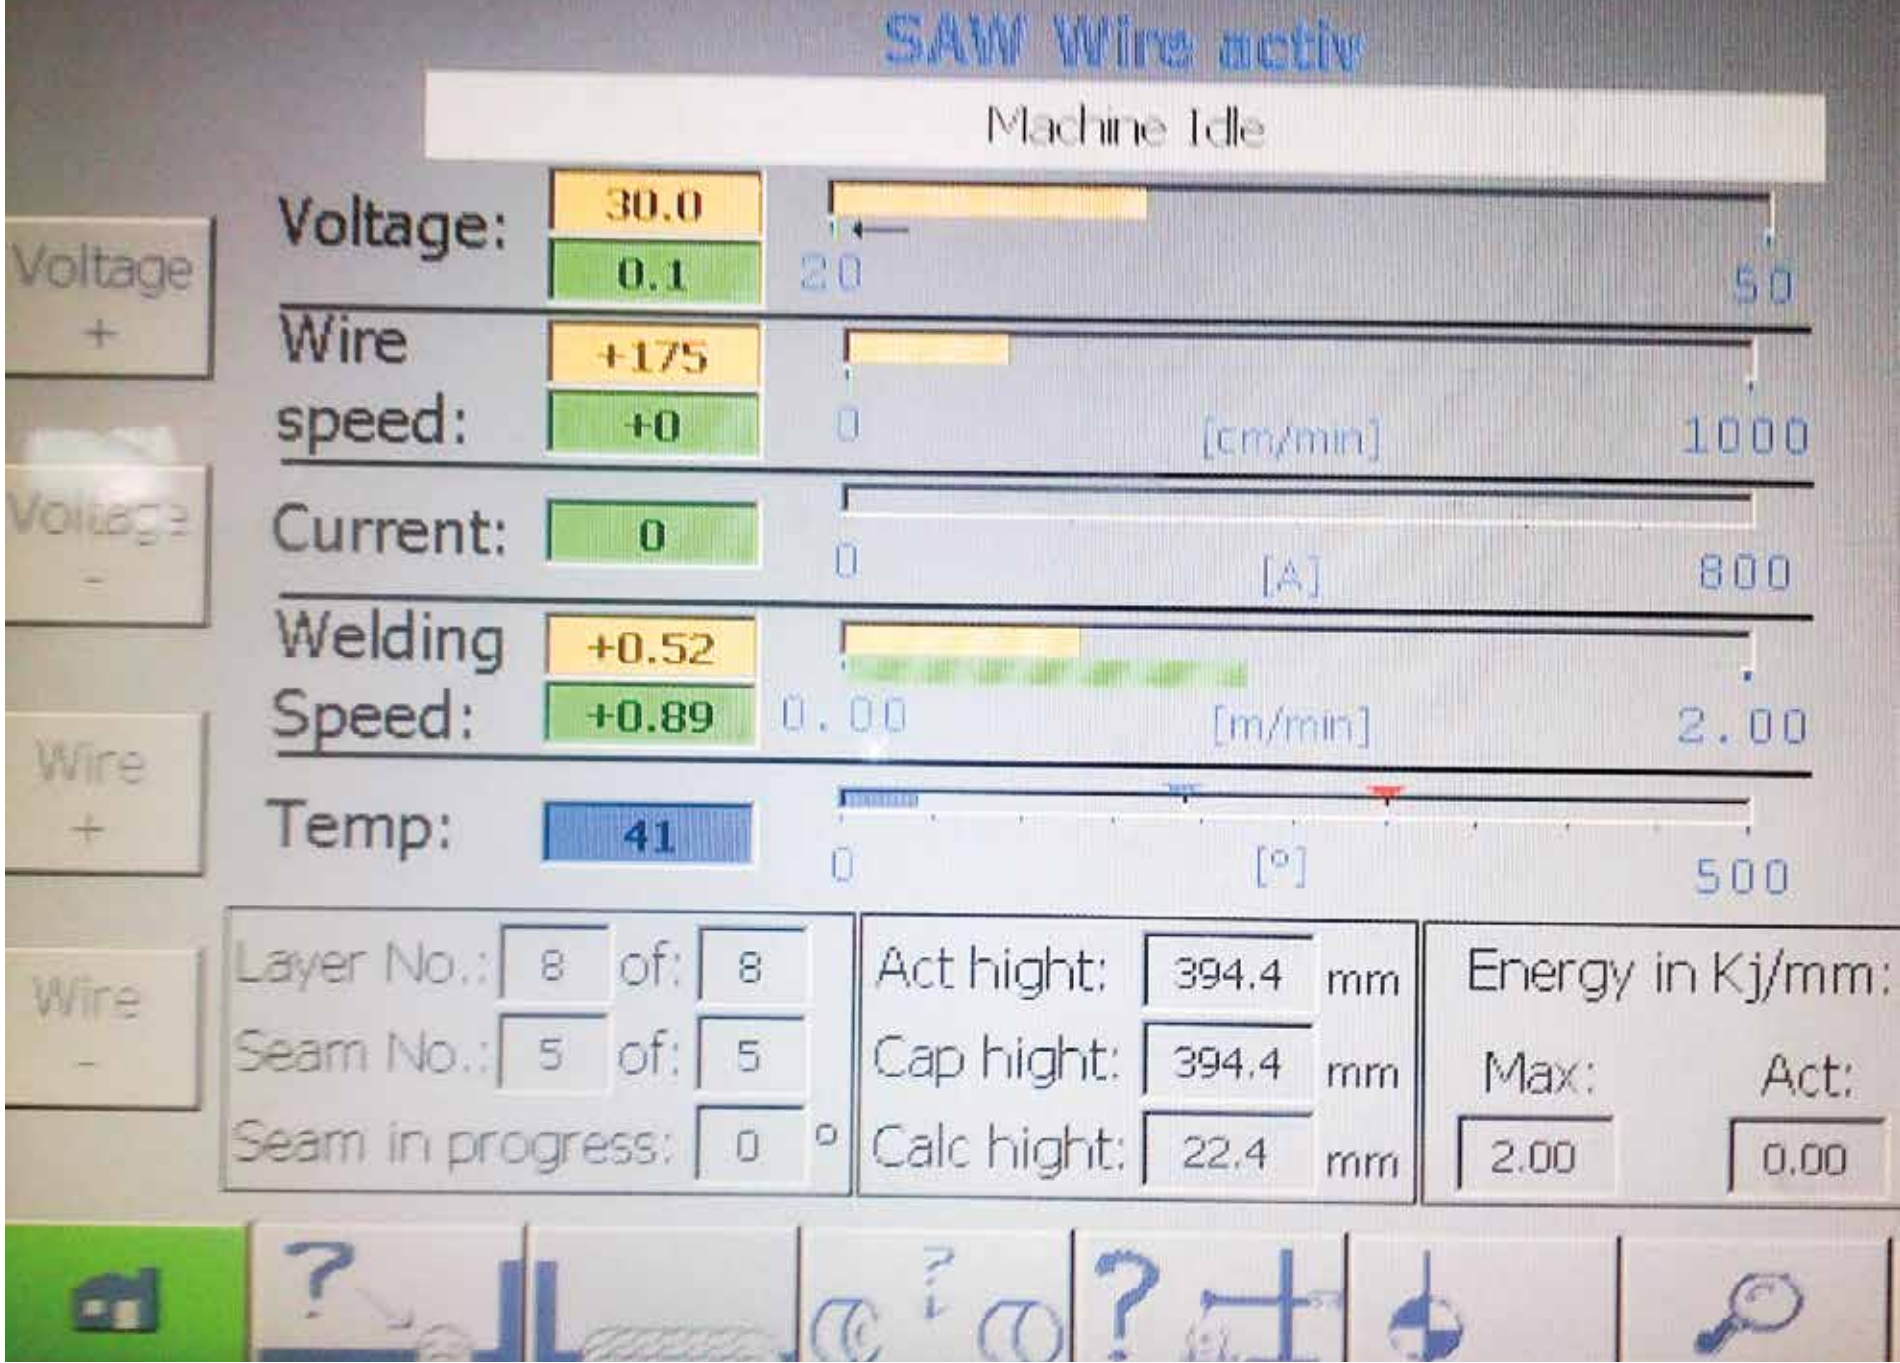 SAW Wire activ
Machine Idle
Voltage +
Voltage: 30.0
0.1
20 50
Wire speed: +175
+0
0 [cm/min] 1000
Voltage -
Current: 0
0 [A] 800
Welding Speed: +0.52
+0.89
0.00 [m/min] 2.00
Wire +
Temp: 41
0 [°] 500
Wire -
Layer No.: 8 of: 8
Seam No.: 5 of: 5
Seam in progress: 0 °
Act hight: 394.4 mm
Cap hight: 394.4 mm
Calc hight: 22.4 mm
Energy in Kj/mm:
Max: Act:
2.00 0.00
? ? ?